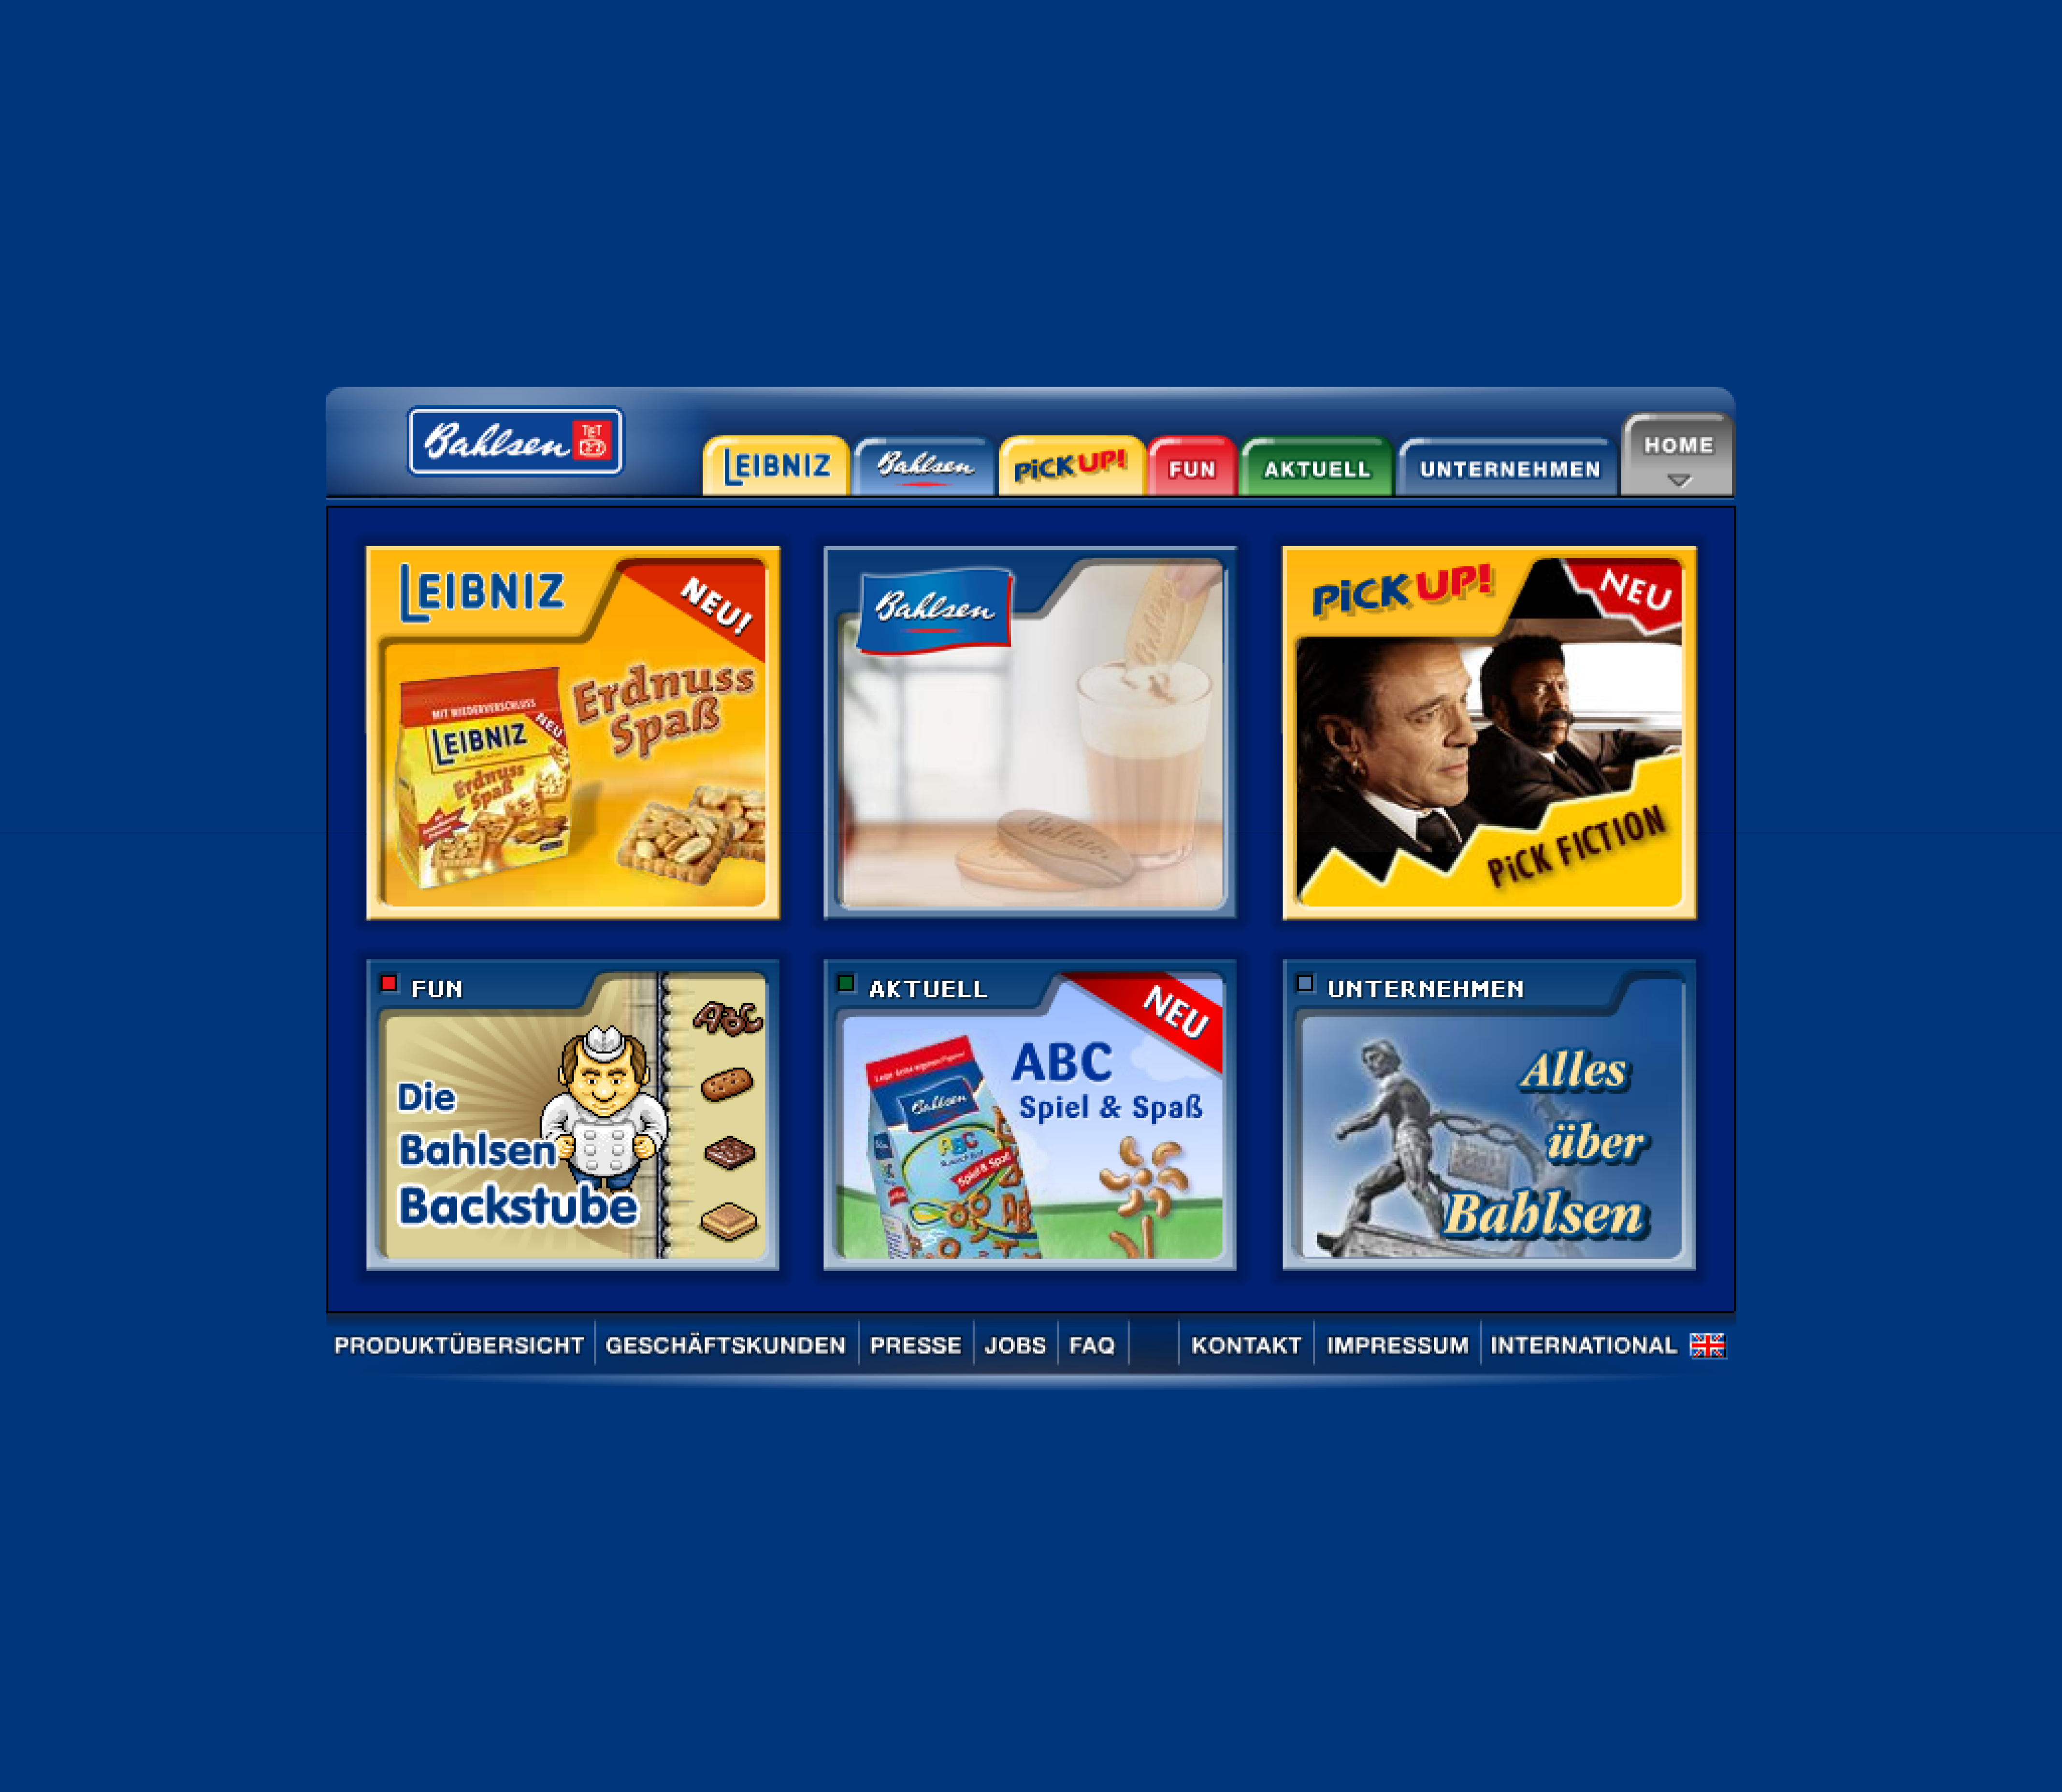 Bahlsen TET
LEIBNIZ
Bahlsen
PiCK UP!
FUN
AKTUELL
UNTERNEHMEN
HOME
LEIBNIZ
NEU!
Erdnuss
Spaß
MIT WIEDERVERSCHLUSS
NEU
LEIBNIZ
Erdnuss
Spaß
Bahlsen
Bahlsen
Bahlsen
PiCK UP!
NEU
PiCK FiCTiON
FUN
ABC
Die
Bahlsen
Backstube
AKTUELL
NEU
ABC
Spiel & Spaß
Bahlsen
ABC
Spiel & Spaß
UNTERNEHMEN
Alles
über
Bahlsen
PRODUKTÜBERSICHT
GESCHÄFTSKUNDEN
PRESSE
JOBS
FAQ
KONTAKT
IMPRESSUM
INTERNATIONAL